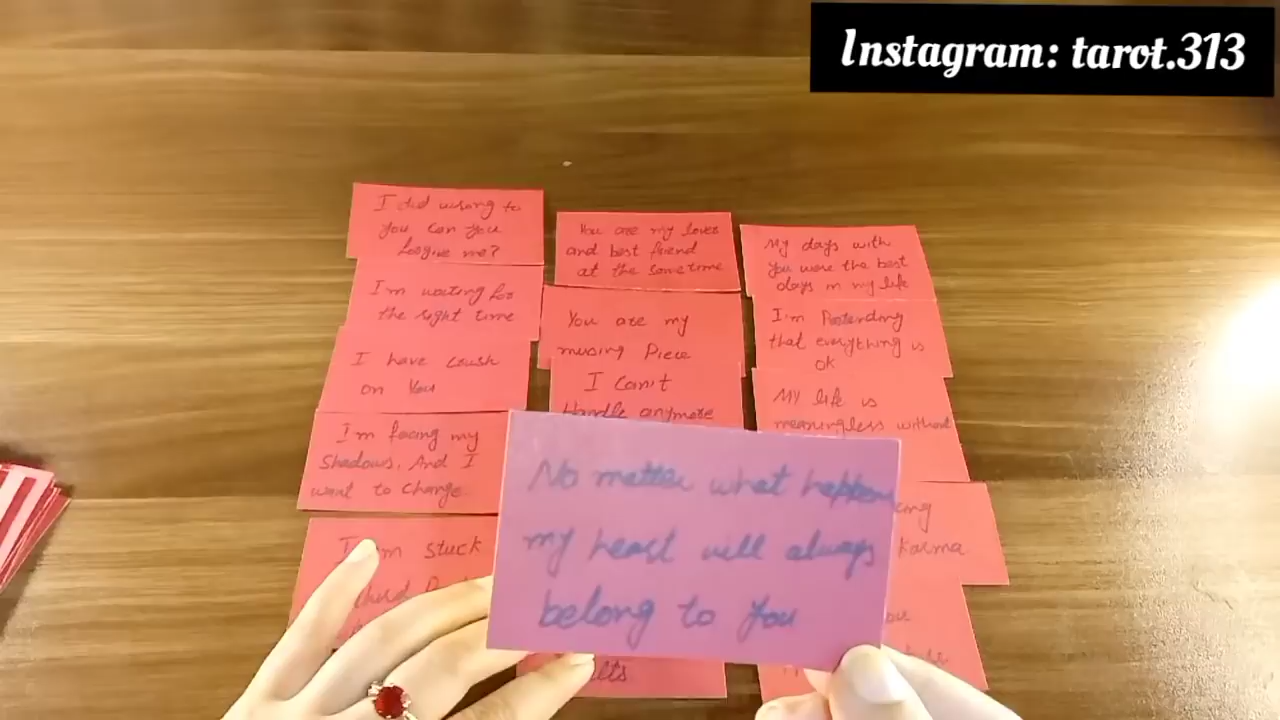 Instagram: tarot.313
I did wrong to
you can you
forgive me?
I'm waiting for
the right time
I have crush
on You
I'm facing my
Shadows. And I
want to Change
I'm stuck
You are my lover
and best friend
at the sametime
You are my
missing Piece
I can't
Handle anymore
My days with
You were the best
days in my life
I'm Pretending
that everything is
ok
My life is
meaningless without
Karma
No matter what happens
my heart will always
belong to You